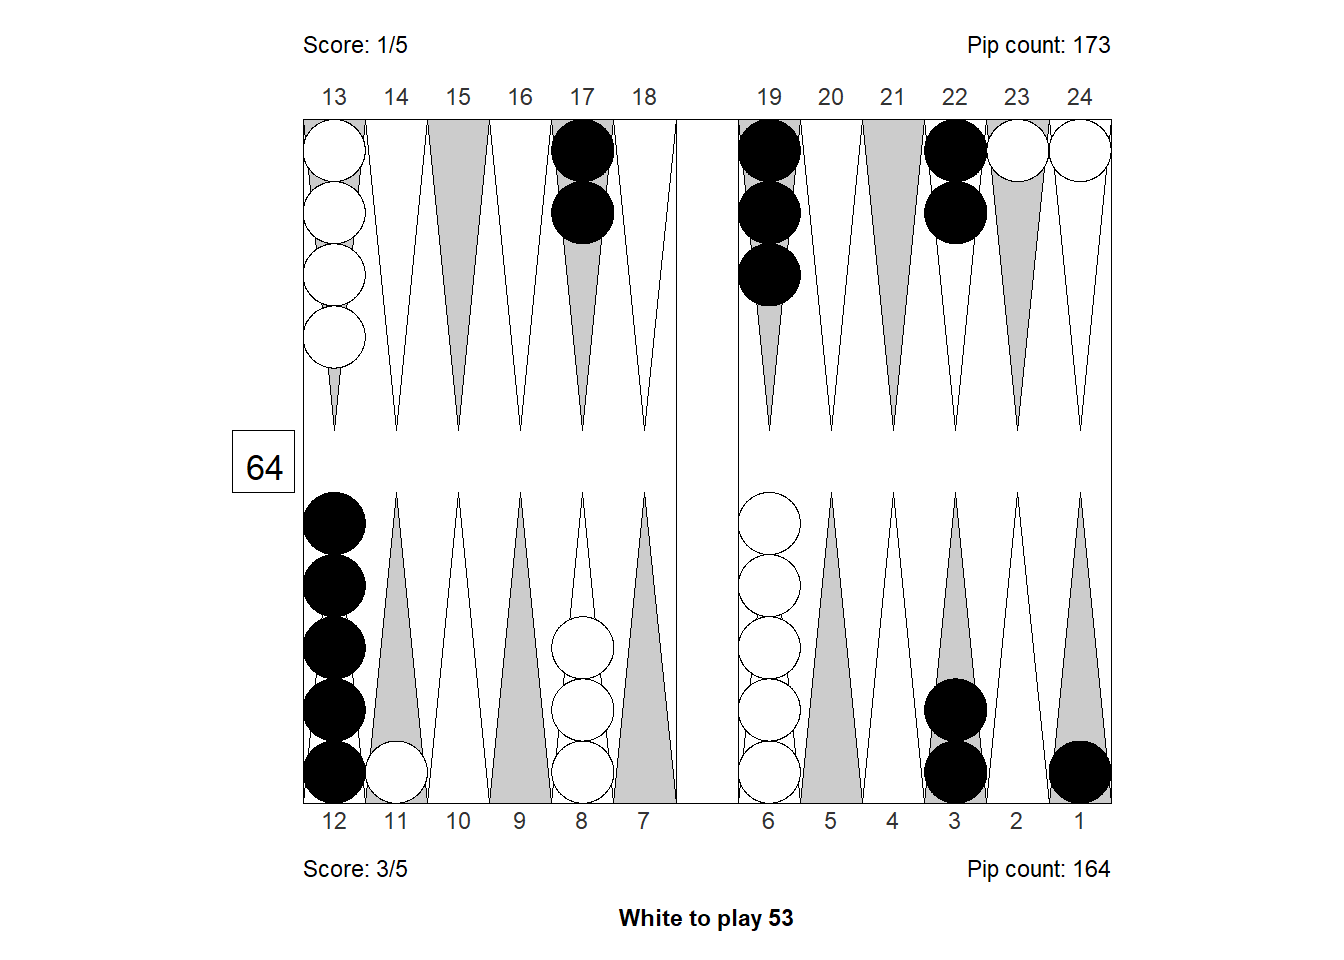 Score: 1/5 Pip count: 173
13 14 15 16 17 18 19 20 21 22 23 24
64
12 11 10 9 8 7 6 5 4 3 2 1
Score: 3/5 Pip count: 164
White to play 53